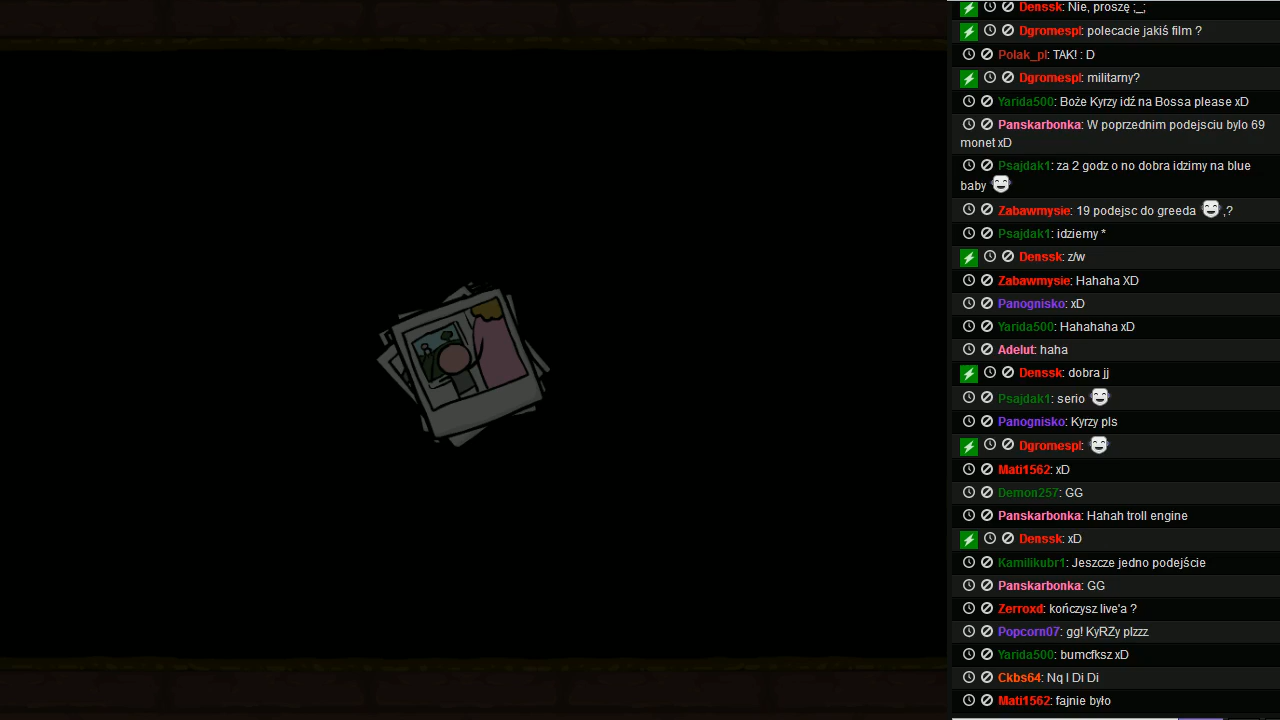 Denssk: Nie, proszę ;_;
Dgromespl: polecacie jakiś film ?
Polak_pl: TAK! : D
Dgromespl: militarny?
Yarida500: Boże Kyrzy idź na Bossa please xD
Panskarbonka: W poprzednim podejsciu bylo 69
monet xD
Psajdak1: za 2 godz o no dobra idzimy na blue
baby
Zabawmysie: 19 podejsc do greeda ,?
Psajdak1: idziemy *
Denssk: z/w
Zabawmysie: Hahaha XD
Panognisko: xD
Yarida500: Hahahaha xD
Adelut: haha
Denssk: dobra jj
Psajdak1: serio
Panognisko: Kyrzy pls
Dgromespl:
Mati1562: xD
Demon257: GG
Panskarbonka: Hahah troll engine
Denssk: xD
Kamilikubr1: Jeszcze jedno podejście
Panskarbonka: GG
Zerroxd: kończysz live'a ?
Popcorn07: gg! KyRZy plzzz
Yarida500: bumcfksz xD
Ckbs64: Nq I Di Di
Mati1562: fajnie było